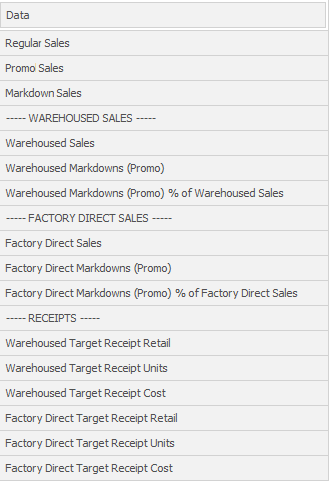 Data
Regular Sales
Promo Sales
Markdown Sales
----- WAREHOUSED SALES -----
Warehoused Sales
Warehoused Markdowns (Promo)
Warehoused Markdowns (Promo) % of Warehoused Sales
----- FACTORY DIRECT SALES -----
Factory Direct Sales
Factory Direct Markdowns (Promo)
Factory Direct Markdowns (Promo) % of Factory Direct Sales
----- RECEIPTS -----
Warehoused Target Receipt Retail
Warehoused Target Receipt Units
Warehoused Target Receipt Cost
Factory Direct Target Receipt Retail
Factory Direct Target Receipt Units
Factory Direct Target Receipt Cost